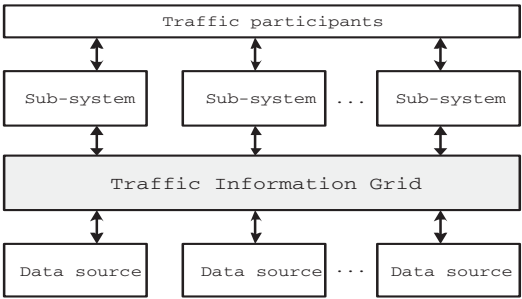 Traffic participants
Sub-system Sub-system ... Sub-system
Traffic Information Grid
Data source Data source ... Data source